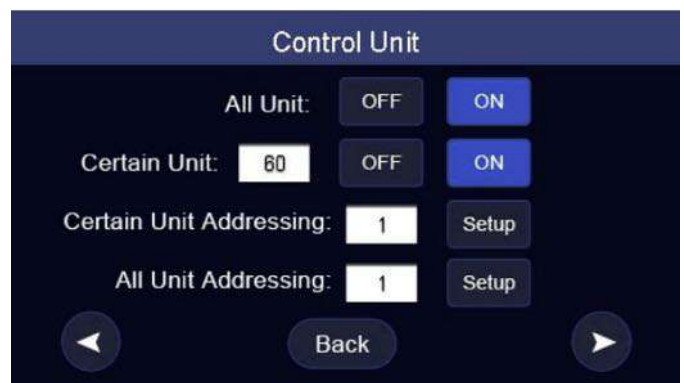 Control Unit
All Unit: OFF ON
Certain Unit: 60 OFF ON
Certain Unit Addressing: 1 Setup
All Unit Addressing: 1 Setup
Back